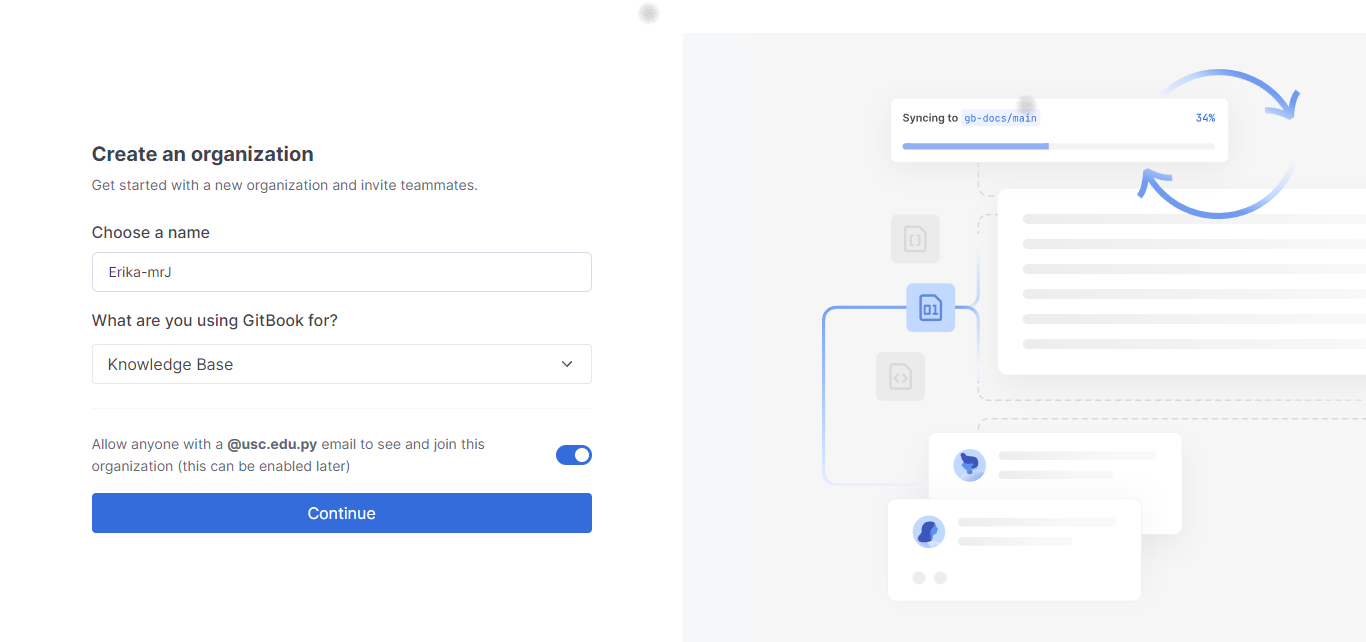 Create an organization
Get started with a new organization and invite teammates.
Choose a name
Erika-mrJ
What are you using GitBook for?
Knowledge Base
Allow anyone with a @usc.edu.py email to see and join this
organization (this can be enabled later)
Continue
Syncing to gb-docs/main
34%
[]
01
<>